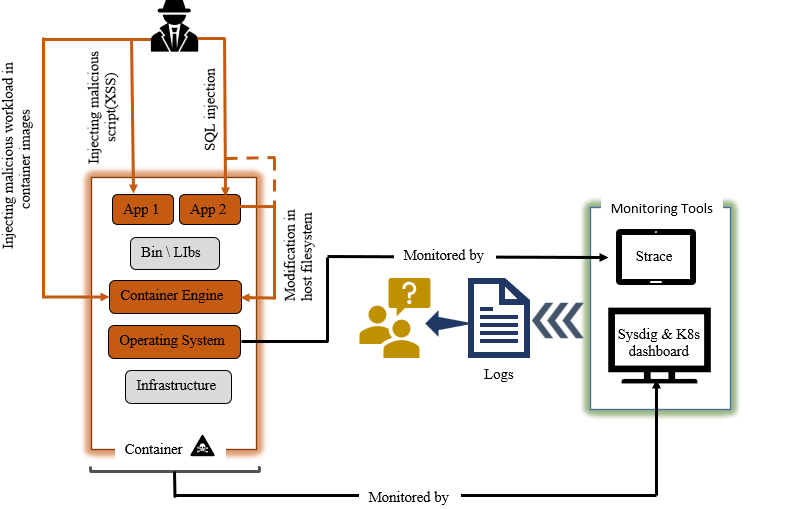 Injecting malicious workload in
container images
Injecting malicious
script(XSS)
SQL injection
App 1
App 2
Bin \ LIbs
Container Engine
Operating System
Infrastructure
Container
Modification in
host filesystem
Monitored by
?
Logs
Monitoring Tools
Strace
Sysdig & K8s
dashboard
Monitored by